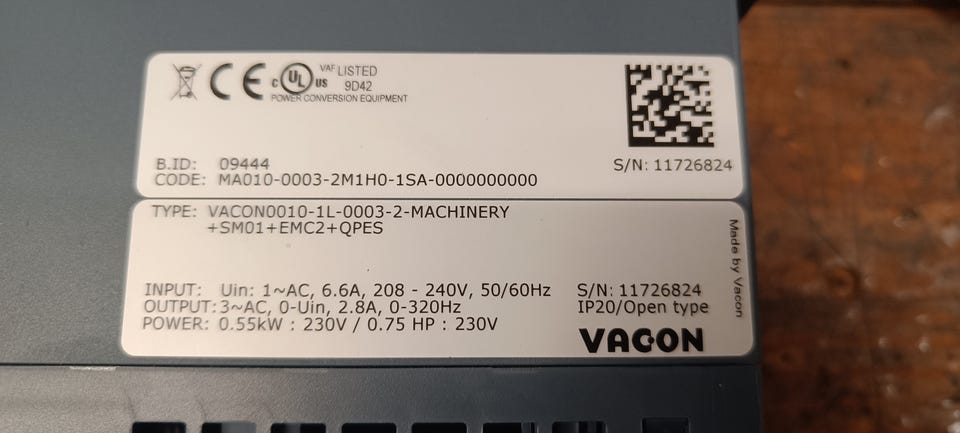 c UL US VAF LISTED
9D42
POWER CONVERSION EQUIPMENT
B.ID: 09444
CODE: MA010-0003-2M1H0-1SA-0000000000
S/N: 11726824
TYPE: VACON0010-1L-0003-2-MACHINERY
+SM01+EMC2+QPES
INPUT: Uin: 1~AC, 6.6A, 208 - 240V, 50/60Hz
OUTPUT: 3~AC, 0-Uin, 2.8A, 0-320Hz
POWER: 0.55kW : 230V / 0.75 HP : 230V
S/N: 11726824
IP20/Open type
VACON
Made by Vacon